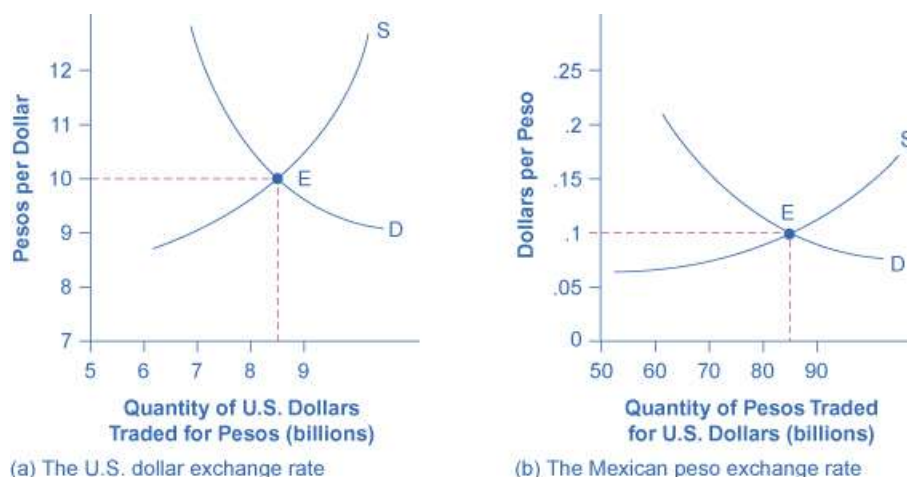 S
12
11
10
9
8
7
E
D
5
6
7
8
9
Pesos per Dollar
Quantity of U.S. Dollars
Traded for Pesos (billions)
(a) The U.S. dollar exchange rate
.25
.2
.15
.1
.05
0
S
E
D
50
60
70
80
90
Dollars per Peso
Quantity of Pesos Traded
for U.S. Dollars (billions)
(b) The Mexican peso exchange rate